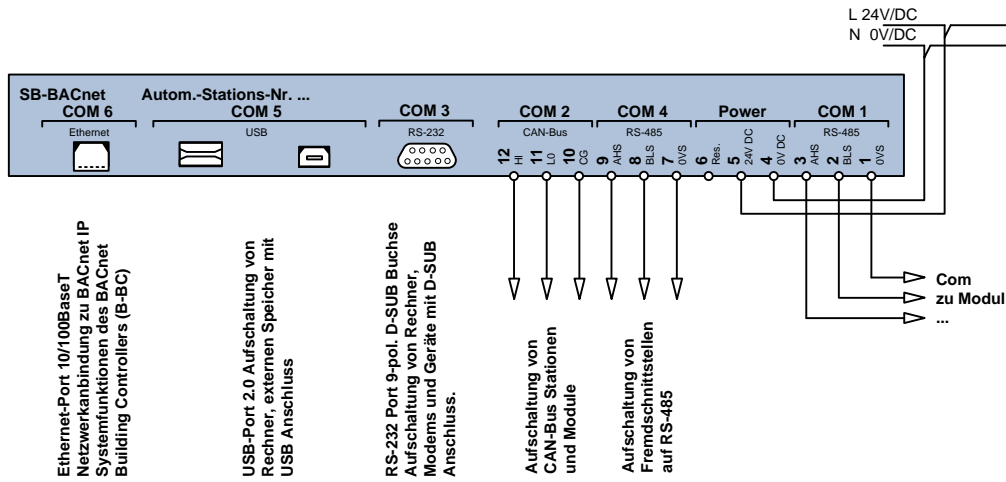 L 24V/DC
N 0V/DC
SB-BACnet
Autom.-Stations-Nr. ...
COM 6
COM 5
COM 3
COM 2
COM 4
Power
COM 1
Ethernet
USB
RS-232
CAN-Bus
RS-485
RS-485
12 HI
11 L0
10 CG
9 AHS
8 BLS
7 0VS
6 Res.
5 24V DC
4 0V DC
3 AHS
2 BLS
1 0VS
Com
zu Modul
...
Ethernet-Port 10/100BaseT
Netzwerkanbindung zu BACnet IP
Systemfunktionen des BACnet
Building Controllers (B-BC)
USB-Port 2.0 Aufschaltung von
Rechner, externen Speicher mit
USB Anschluss
RS-232 Port 9-pol. D-SUB Buchse
Aufschaltung von Rechner,
Modems und Geräte mit D-SUB
Anschluss.
Aufschaltung von
CAN-Bus Stationen
und Module
Aufschaltung von
Fremdschnittstellen
auf RS-485